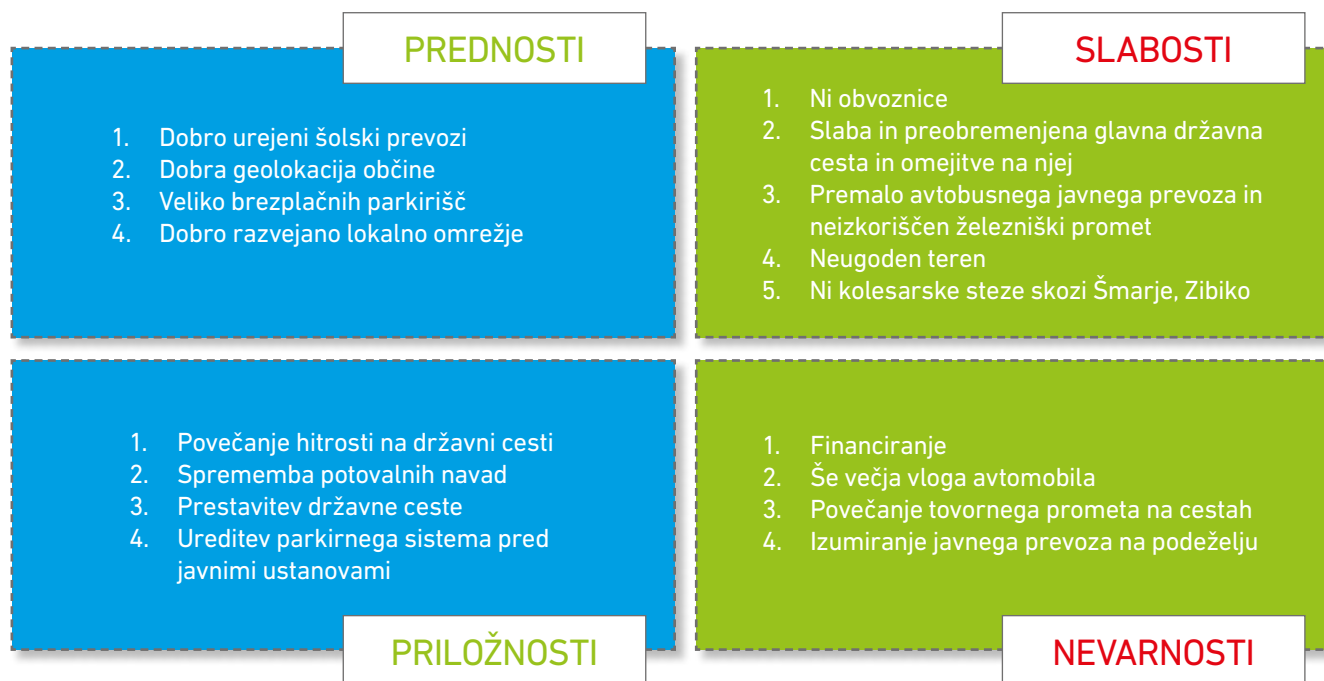 PREDNOSTI
1. Dobro urejeni šolski prevozi
2. Dobra geolokacija občine
3. Veliko brezplačnih parkirišč
4. Dobro razvejano lokalno omrežje
SLABOSTI
1. Ni obvoznice
2. Slaba in preobremenjena glavna državna
cesta in omejitve na njej
3. Premalo avtobusnega javnega prevoza in
neizkoriščen železniški promet
4. Neugoden teren
5. Ni kolesarske steze skozi Šmarje, Zibiko
1. Povečanje hitrosti na državni cesti
2. Sprememba potovalnih navad
3. Prestavitev državne ceste
4. Ureditev parkirnega sistema pred
javnimi ustanovami
PRILOŽNOSTI
1. Financiranje
2. Še večja vloga avtomobila
3. Povečanje tovornega prometa na cestah
4. Izumiranje javnega prevoza na podeželju
NEVARNOSTI